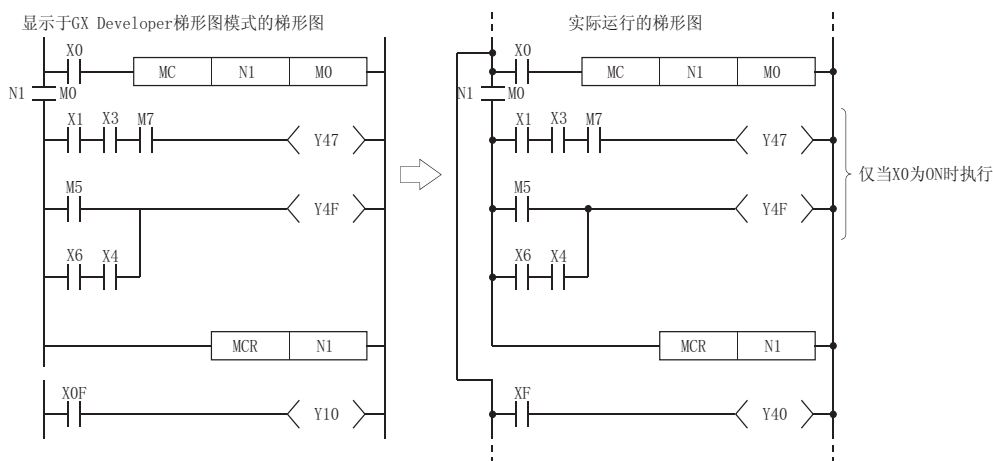 显示于GX Developer梯形图模式的梯形图
X0
MC N1 M0
N1 M0
X1 X3 M7
Y47
M5
Y4F
X6 X4
MCR N1
X0F
Y10
实际运行的梯形图
X0
MC N1 M0
N1 M0
X1 X3 M7
Y47
M5
Y4F
X6 X4
MCR N1
XF
Y40
仅当X0为ON时执行